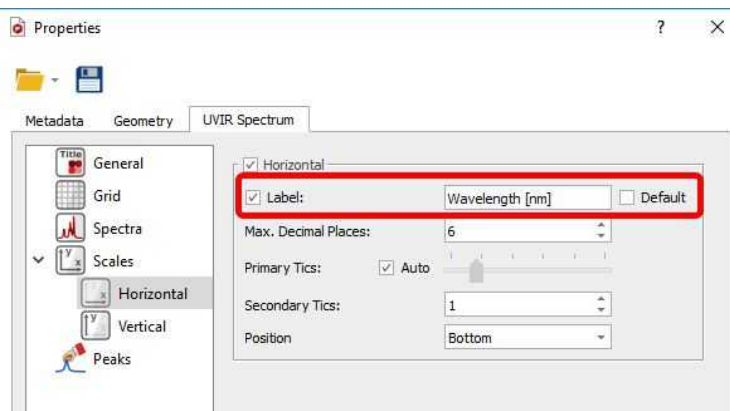 Properties
?
Metadata Geometry UVIR Spectrum
Title
General
Grid
Spectra
y x
Scales
x
Horizontal
y
Vertical
Peaks
Horizontal
Label: Wavelength [nm] Default
Max. Decimal Places: 6
Primary Tics: Auto
Secondary Tics: 1
Position Bottom